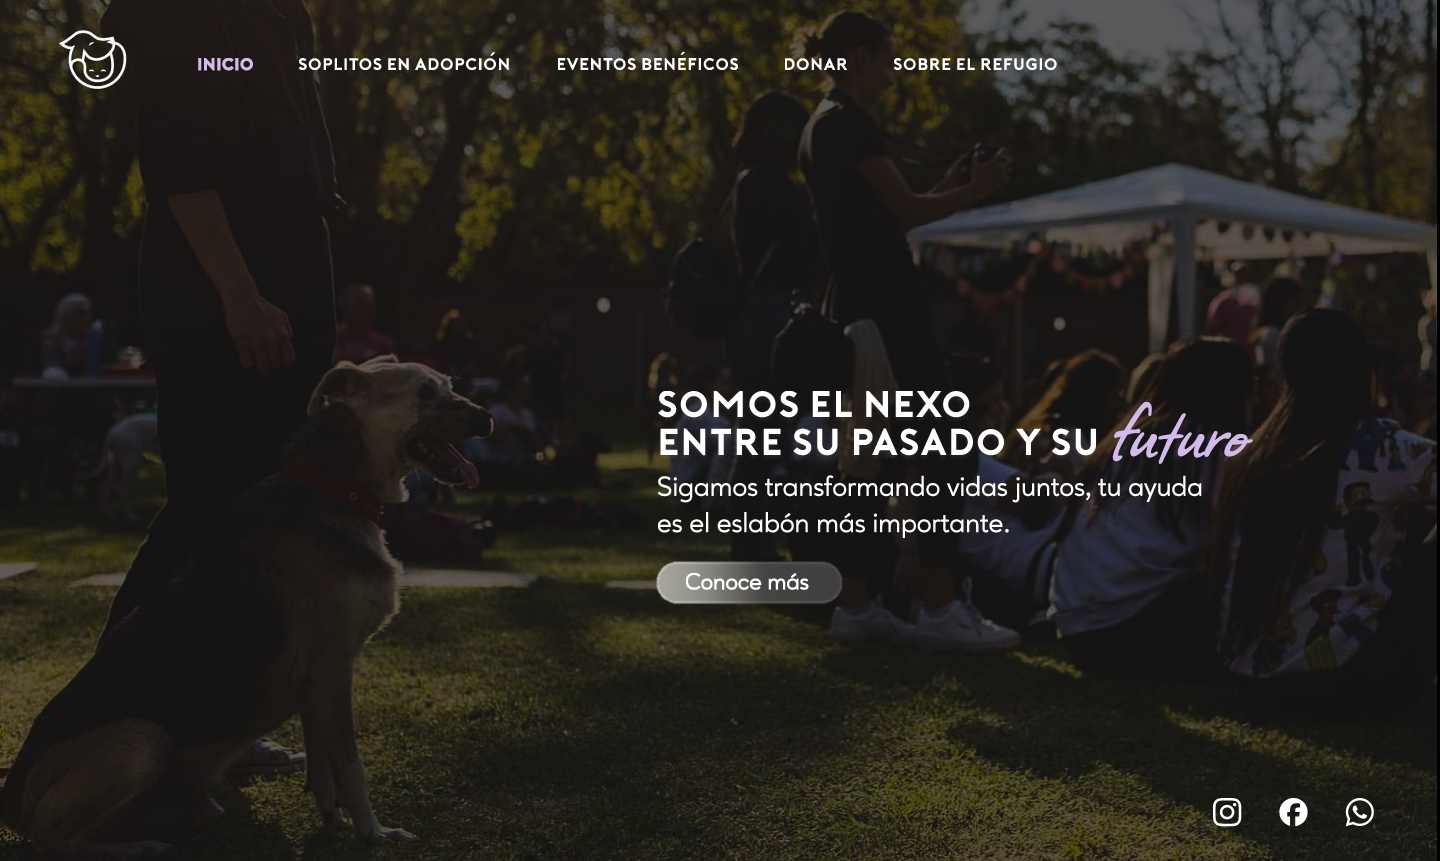 INICIO
SOPLITOS EN ADOPCIÓN
EVENTOS BENÉFICOS
DONAR
SOBRE EL REFUGIO
SOMOS EL NEXO
ENTRE SU PASADO Y SU futuro
Sigamos transformando vidas juntos, tu ayuda
es el eslabón más importante.
Conoce más